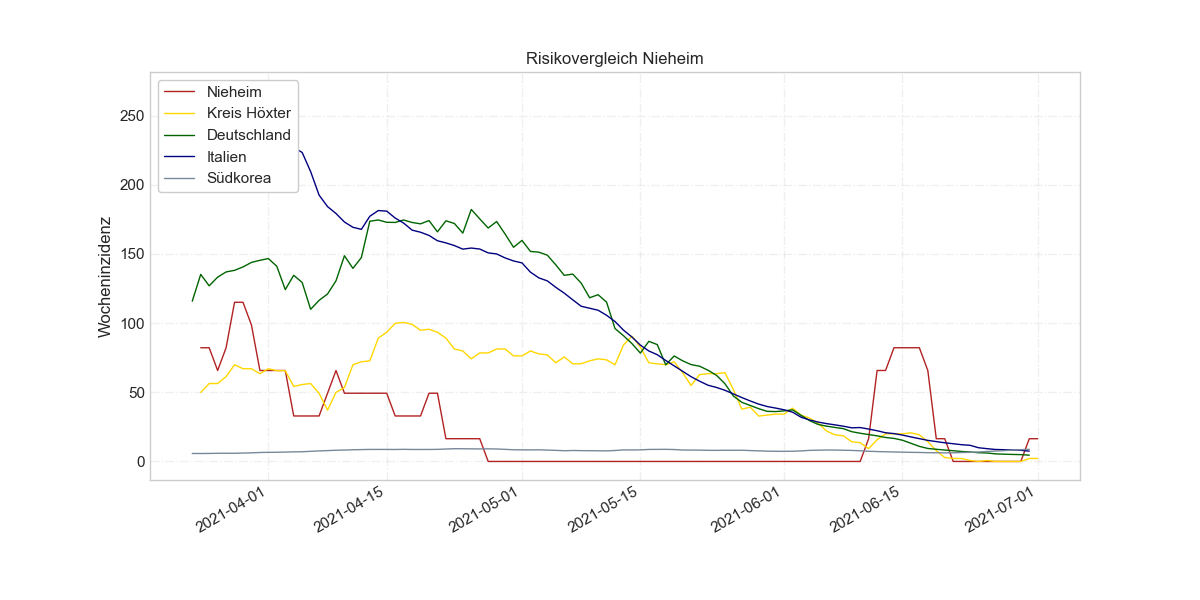 Risikovergleich Nieheim
Nieheim
Kreis Höxter
Deutschland
Italien
Südkorea
Wocheninzidenz
250
200
150
100
50
0
2021-04-01
2021-04-15
2021-05-01
2021-05-15
2021-06-01
2021-06-15
2021-07-01